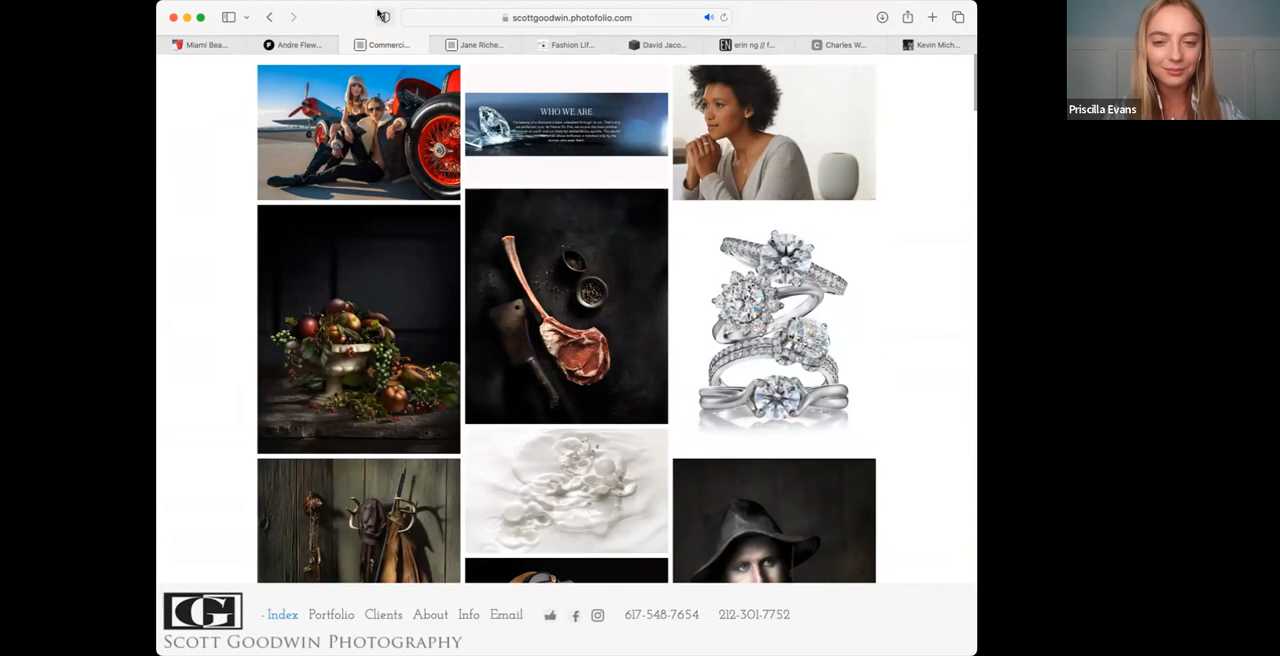 scottgoodwin.photofolio.com
Miami Bea...
Andre Flew...
Commerci...
Jane Riche...
Fashion Lif...
David Jaco...
EN erin ng // f...
C Charles W...
Kevin Mich...
Priscilla Evans
WHO WE ARE
- Index Portfolio Clients About Info Email 617-548-7654 212-301-7752
SCOTT GOODWIN PHOTOGRAPHY